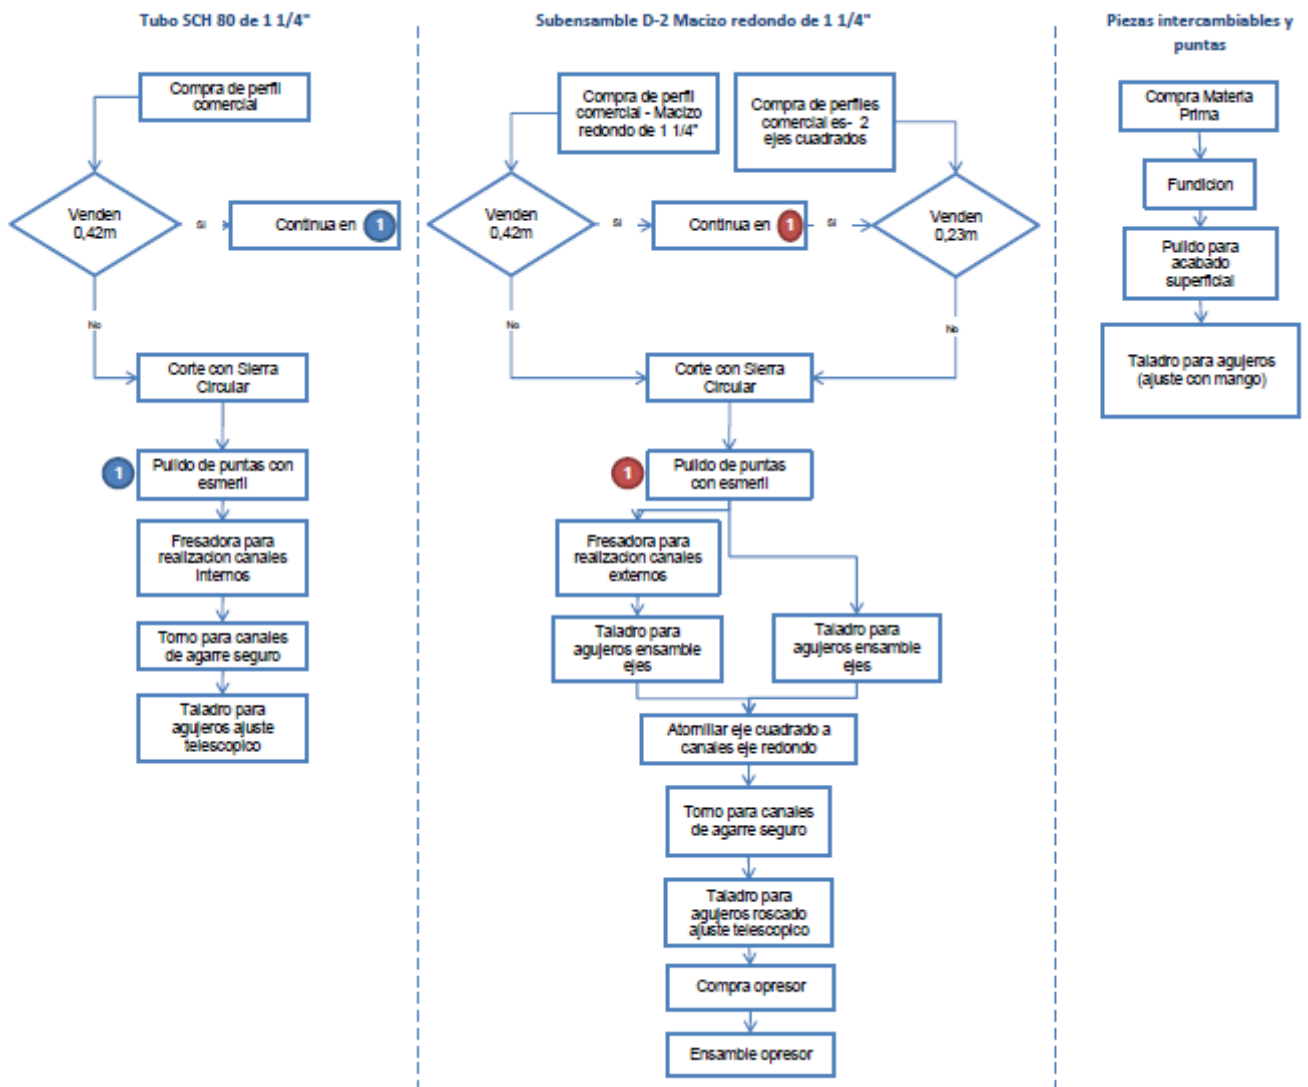 Tubo SCH 80 de 1 1/4"
Compra de perfil
comercial
Venden
0,42m
Si
Continua en 1
No
Corte con Sierra
Circular
1
Pulido de puntas con
esmeril
Fresadora para
realizacion canales
internos
Torno para canales
de agarre seguro
Taladro para
agujeros ajuste
telescopico
Subensamble D-2 Macizo redondo de 1 1/4"
Compra de perfil
comercial - Macizo
redondo de 1 1/4"
Compra de perfiles
comercial es- 2
ejes cuadrados
Venden
0,42m
Si
Continua en 1
Si
Venden
0,23m
No
No
Corte con Sierra
Circular
1
Pulido de puntas
con esmeril
Fresadora para
realizacion canales
externos
Taladro para
agujeros ensamble
ejes
Taladro para
agujeros ensamble
ejes
Atornillar eje cuadrado a
canales eje redondo
Torno para canales
de agarre seguro
Taladro para
agujeros roscado
ajuste telescopico
Compra opresor
Ensamble opresor
Piezas intercambiables y
puntas
Compra Materia
Prima
Fundicion
Pulido para
acabado
superficial
Taladro para agujeros
(ajuste con mango)